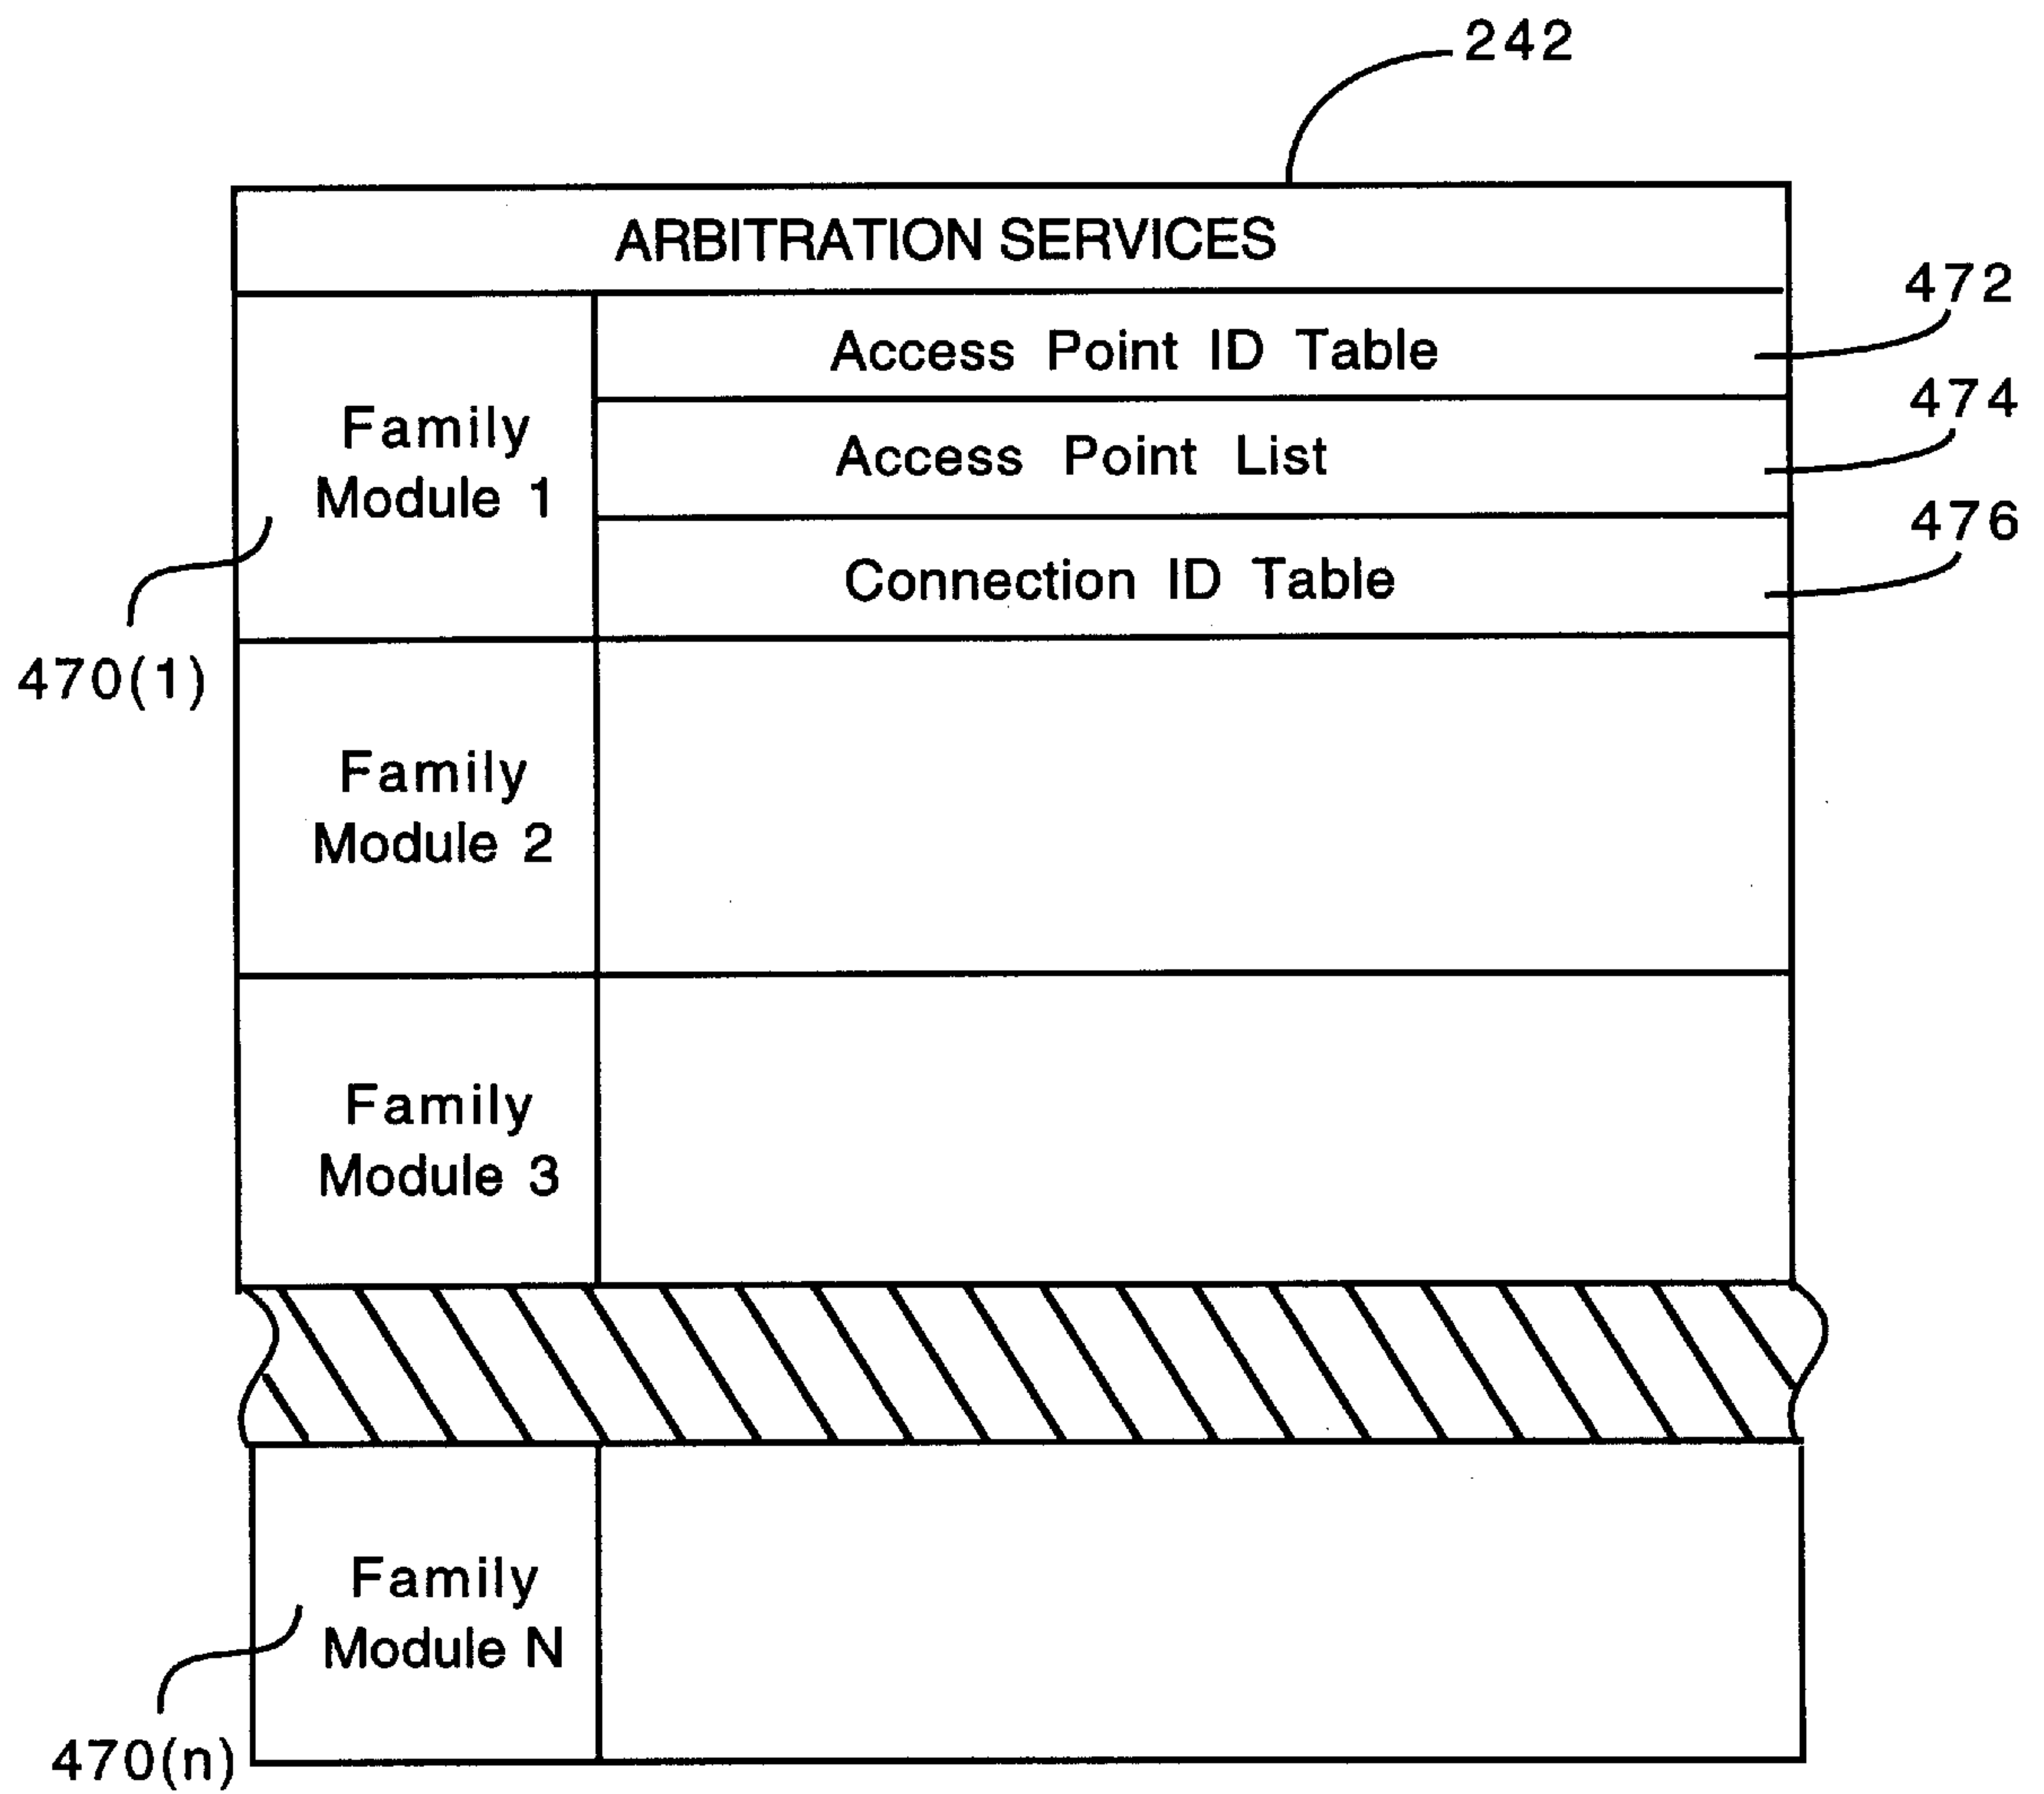 242
ARBITRATION SERVICES
472
Access Point ID Table
474
Access Point List
Family
Module 1
476
Connection ID Table
470(1)
Family
Module 2
Family
Module 3
Family
Module N
470(n)